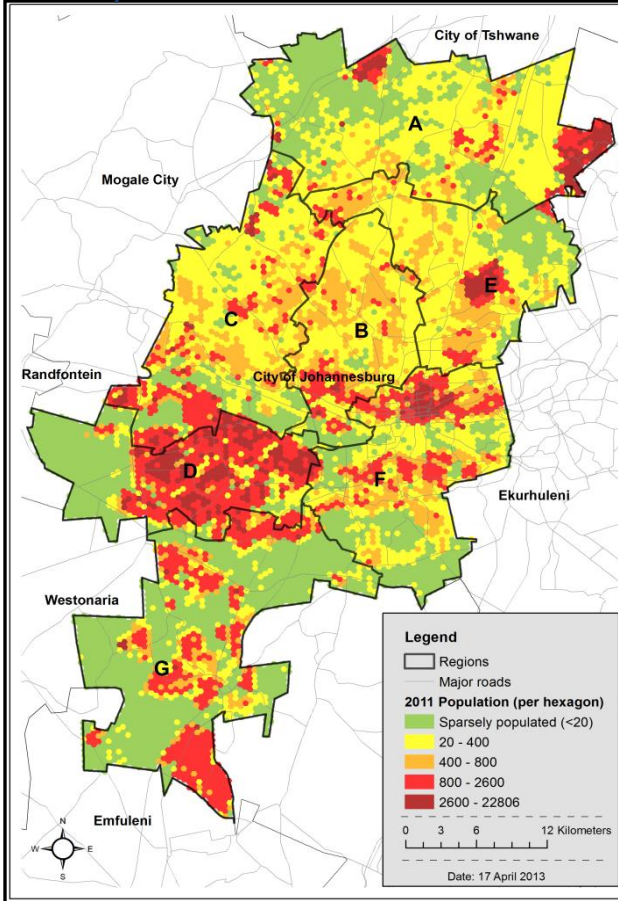 City of Tshwane
A
Mogale City
E
C
B
Randfontein
City of Johannesburg
D
F
Ekurhuleni
Westonaria
G
Emfuleni
N
W E
S
Legend
Regions
Major roads
2011 Population (per hexagon)
Sparsely populated (<20)
20 - 400
400 - 800
800 - 2600
2600 - 22806
0 3 6 12 Kilometers
Date: 17 April 2013